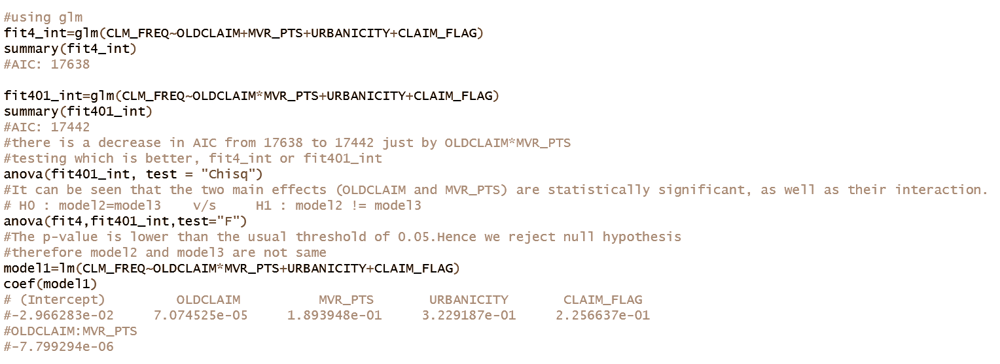 #using glm
fit4_int=glm(CLM_FREQ~OLDCLAIM+MVR_PTS+URBANICITY+CLAIM_FLAG)
summary(fit4_int)
#AIC: 17638
fit401_int=glm(CLM_FREQ~OLDCLAIM*MVR_PTS+URBANICITY+CLAIM_FLAG)
summary(fit401_int)
#AIC: 17442
#there is a decrease in AIC from 17638 to 17442 just by OLDCLAIM*MVR_PTS
#testing which is better, fit4_int or fit401_int
anova(fit401_int, test = "Chisq")
#It can be seen that the two main effects (OLDCLAIM and MVR_PTS) are statistically significant, as well as their interaction.
# H0 : model2=model3    v/s     H1 : model2 != model3
anova(fit4,fit401_int,test="F")
#The p-value is lower than the usual threshold of 0.05.Hence we reject null hypothesis
#therefore model2 and model3 are not same
model1=lm(CLM_FREQ~OLDCLAIM*MVR_PTS+URBANICITY+CLAIM_FLAG)
coef(model1)
# (Intercept)         OLDCLAIM          MVR_PTS       URBANICITY       CLAIM_FLAG
#-2.966283e-02     7.074525e-05     1.893948e-01     3.229187e-01     2.256637e-01
#OLDCLAIM:MVR_PTS
#-7.799294e-06